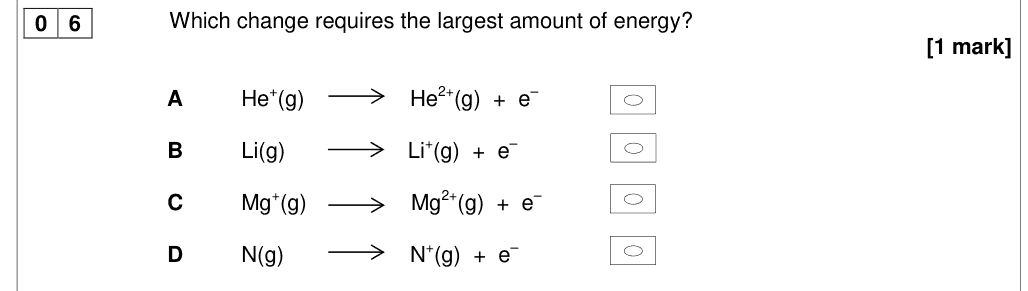 0 6 Which change requires the largest amount of energy?
[1 mark]
A He⁺(g) ⟶ He²⁺(g) + e⁻
B Li(g) ⟶ Li⁺(g) + e⁻
C Mg⁺(g) ⟶ Mg²⁺(g) + e⁻
D N(g) ⟶ N⁺(g) + e⁻